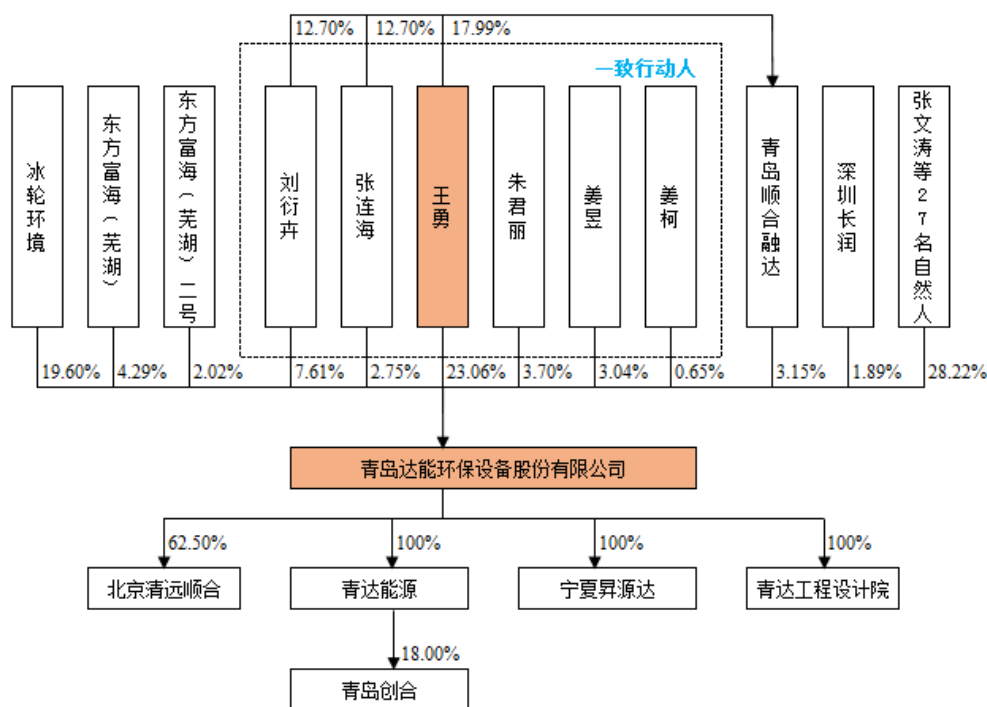 12.70%
12.70%
17.99%
一致行动人
冰轮环境
东方富海（芜湖）
东方富海（芜湖）二号
刘衍卉
张连海
王勇
朱君丽
姜昱
姜柯
青岛顺合融达
深圳长润
张文涛等27名自然人
19.60%
4.29%
2.02%
7.61%
2.75%
23.06%
3.70%
3.04%
0.65%
3.15%
1.89%
28.22%
青岛达能环保设备股份有限公司
62.50%
100%
100%
100%
北京清远顺合
青达能源
宁夏昇源达
青达工程设计院
18.00%
青岛创合